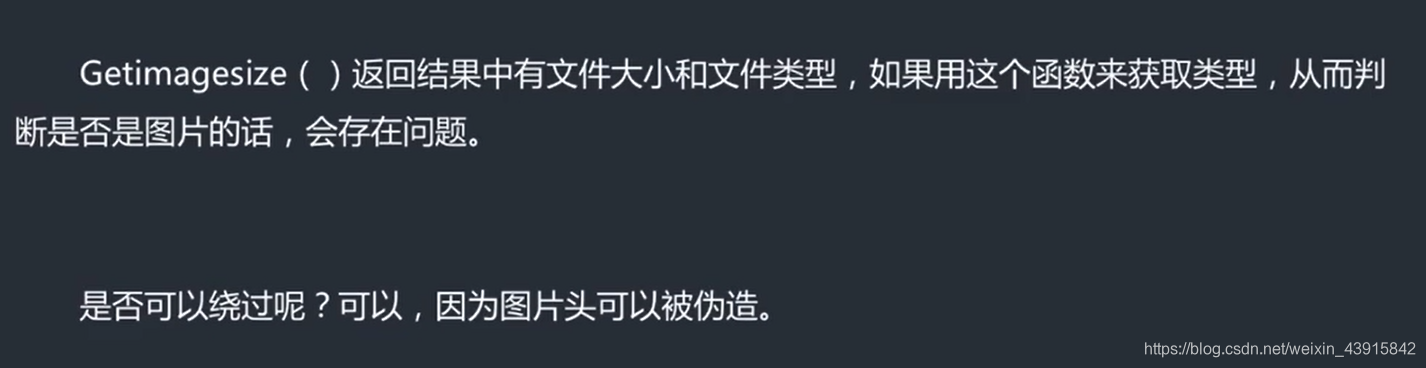 Getimagesize（ ）返回结果中有文件大小和文件类型，如果用这个函数来获取类型，从而判
断是否是图片的话，会存在问题。
是否可以绕过呢？可以，因为图片头可以被伪造。
https://blog.csdn.net/weixin_43915842